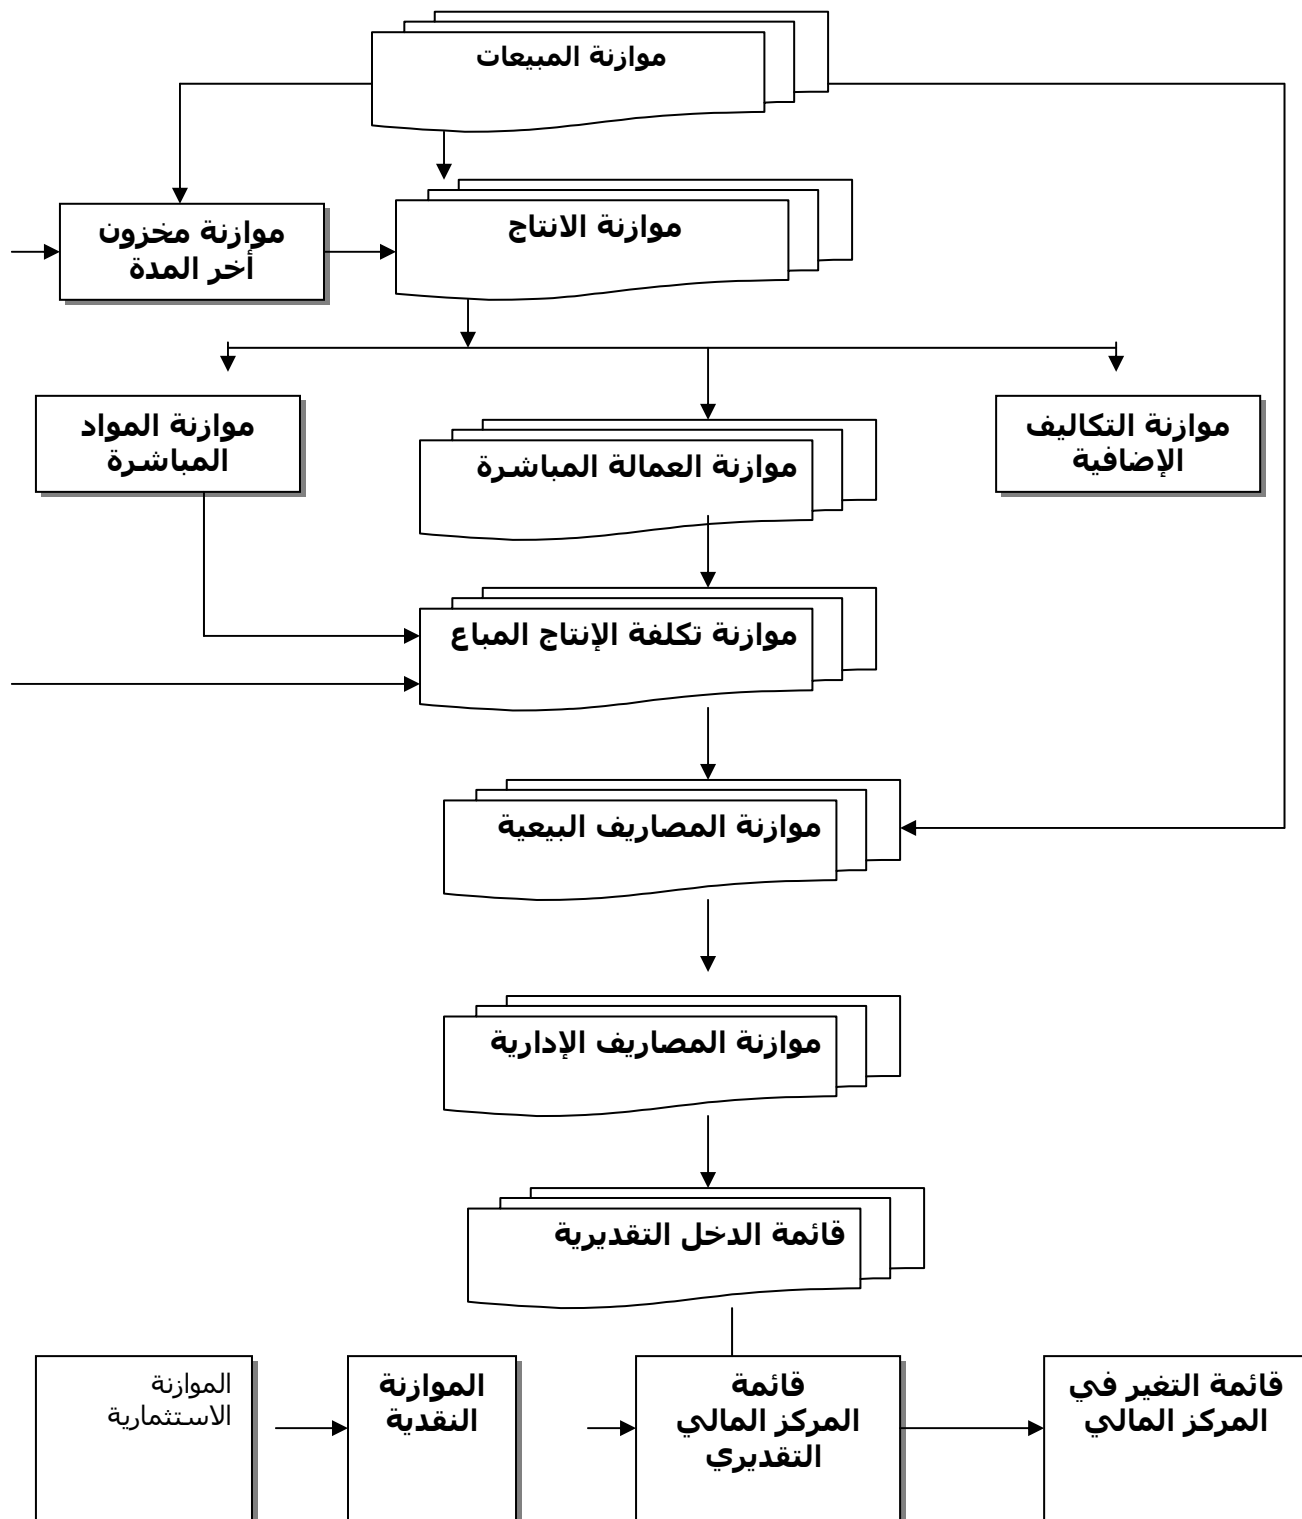 موازنة المبيعات
موازنة الانتاج
موازنة مخزون
أخر المدة
موازنة التكاليف
الإضافية
موازنة العمالة المباشرة
موازنة المواد
المباشرة
موازنة تكلفة الإنتاج المباع
موازنة المصاريف البيعية
موازنة المصاريف الإدارية
قائمة الدخل التقديرية
قائمة التغير في
المركز المالي
قائمة
المركز المالي
التقديري
الموازنة
النقدية
الموازنة
الاستثمارية